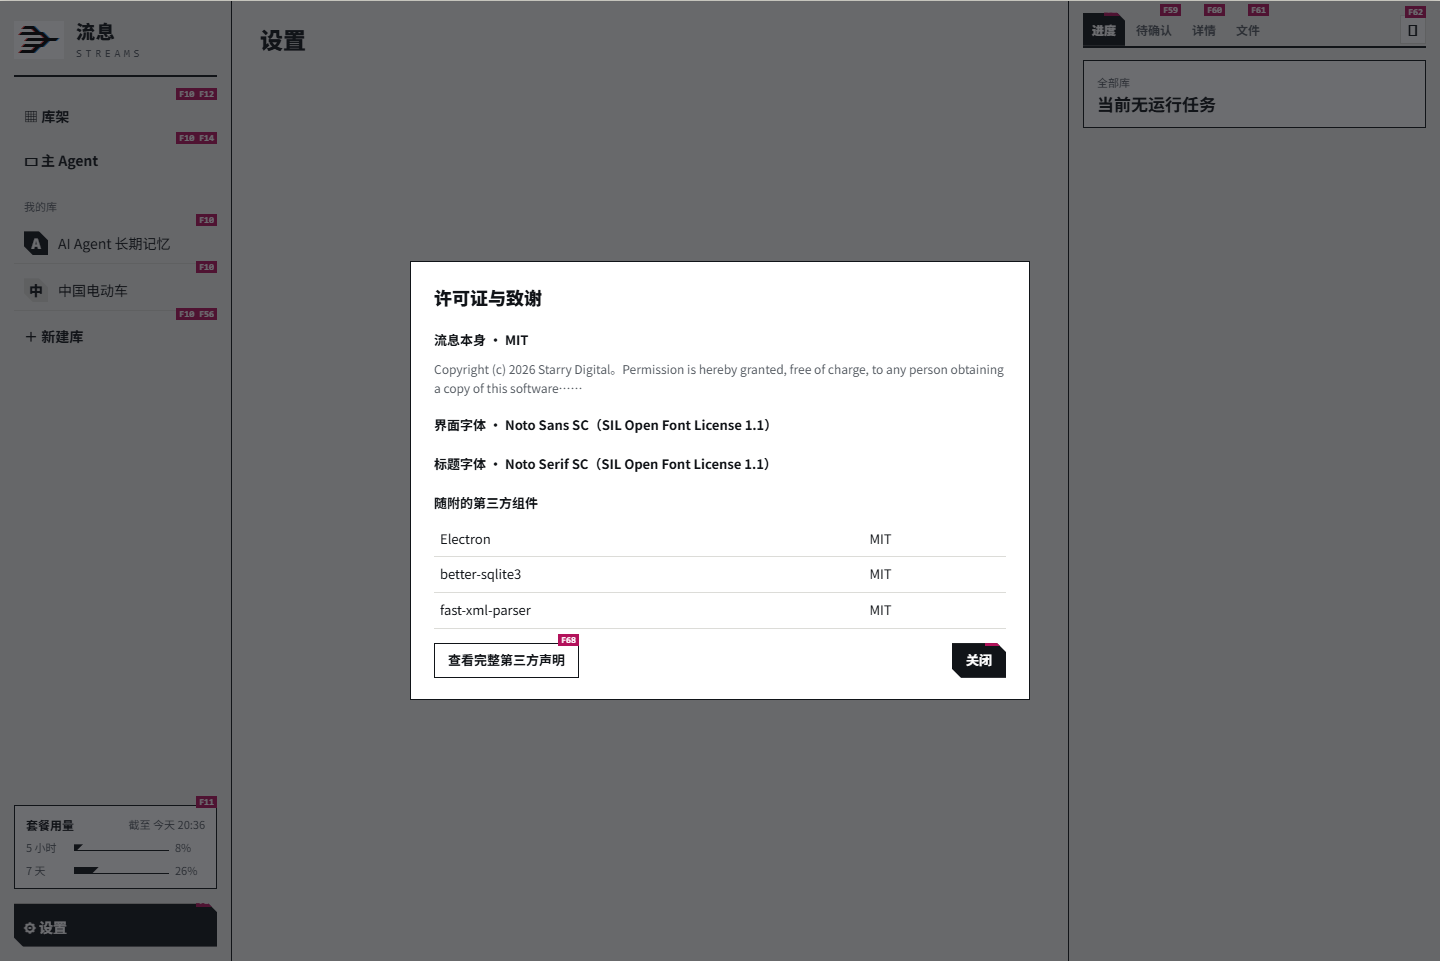 流息
STREAMS
F10 F12
库架
F10 F14
主 Agent
我的库
F10
A AI Agent 长期记忆
F10
中 中国电动车
F10 F56
+ 新建库
F11
套餐用量 截至 今天 20:36
5 小时 8%
7 天 26%
设置
设置
许可证与致谢
流息本身 · MIT
Copyright (c) 2026 Starry Digital。Permission is hereby granted, free of charge, to any person obtaining
a copy of this software……
界面字体 · Noto Sans SC（SIL Open Font License 1.1）
标题字体 · Noto Serif SC（SIL Open Font License 1.1）
随附的第三方组件
Electron MIT
better-sqlite3 MIT
fast-xml-parser MIT
F68
查看完整第三方声明
关闭
F59 F60 F61 F62
进度 待确认 详情 文件
全部库
当前无运行任务